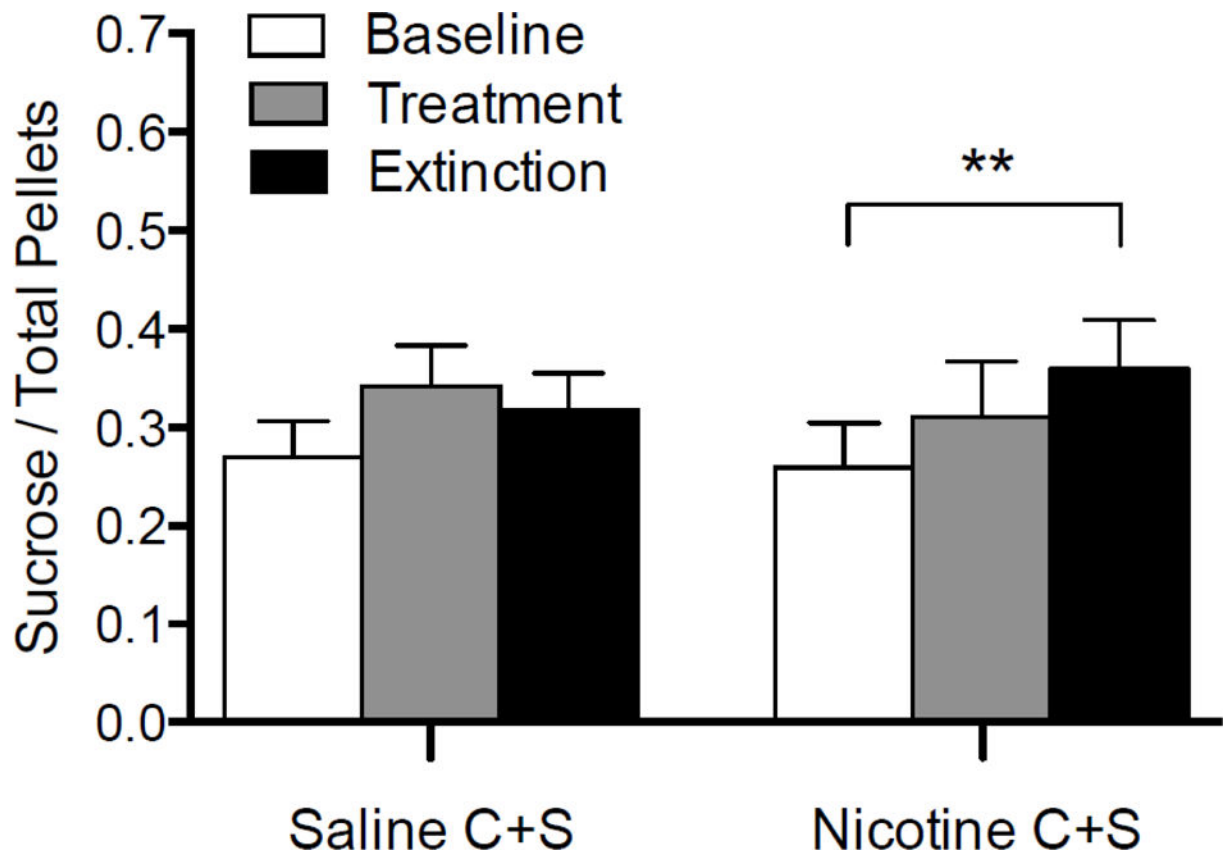 Baseline
Treatment
Extinction
**
Sucrose / Total Pellets
0.7
0.6
0.5
0.4
0.3
0.2
0.1
0.0
Saline C+S
Nicotine C+S